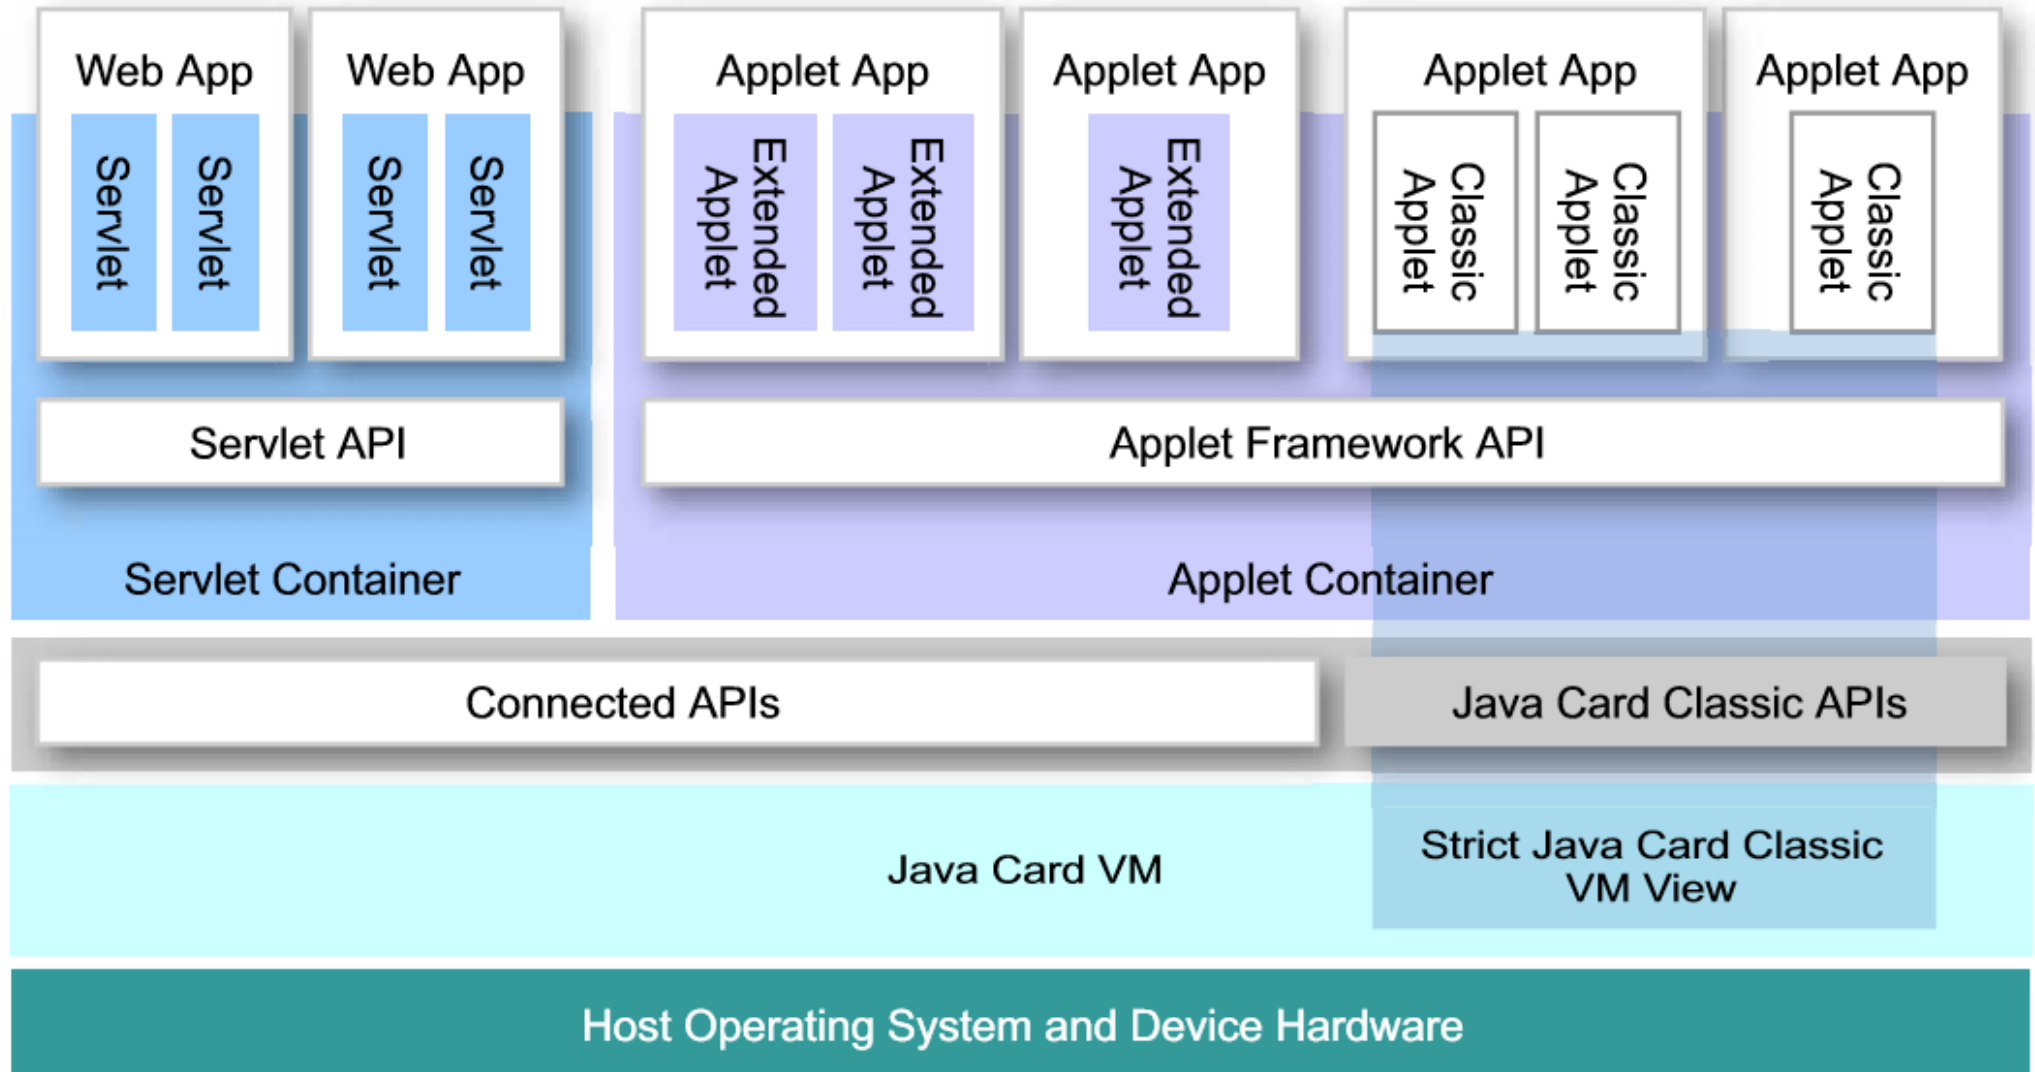 Web App
Web App
Applet App
Applet App
Applet App
Applet App
Servlet
Servlet
Servlet
Servlet
Extended
Applet
Extended
Applet
Extended
Applet
Classic
Applet
Classic
Applet
Classic
Applet
Servlet API
Applet Framework API
Servlet Container
Applet Container
Connected APIs
Java Card Classic APIs
Java Card VM
Strict Java Card Classic
VM View
Host Operating System and Device Hardware